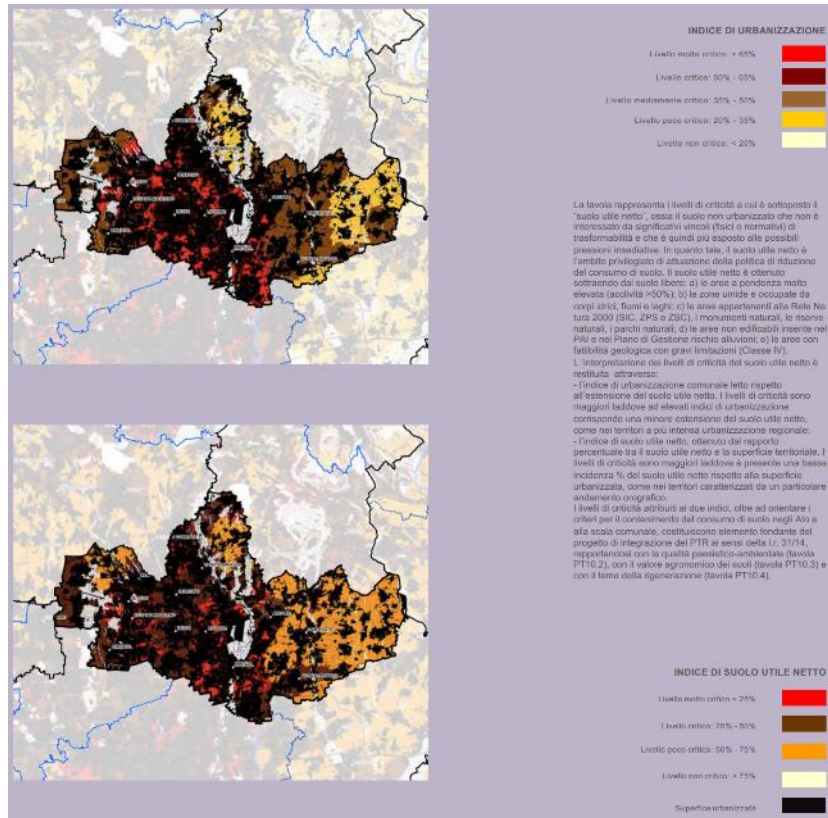 INDICE DI URBANIZZAZIONE
Livello molto critico: > 65%
Livello critico: 50% - 65%
Livello mediamente critico: 35% - 50%
Livello poco critico: 20% - 35%
Livello non critico: < 20%
La tavola rappresenta i livelli di criticità a cui è sottoposto il
"suolo utile netto", ossia il suolo non urbanizzato che non è
interessato da significativi vincoli (fisici o normativi) di
trasformabilità e che è quindi più esposto alle possibili
pressioni insediative. In quanto tale, il suolo utile netto è
l'ambito privilegiato di attuazione della politica di riduzione
del consumo di suolo. Il suolo utile netto è ottenuto
sottraendo dal suolo libero: a) le aree a pendenza molto
elevata (acclività >50%); b) le zone umide e occupate da
corpi idrici, fiumi e laghi; c) le aree appartenenti alla Rete Na
tura 2000 (SIC, ZPS e ZSC), i monumenti naturali, le riserve
naturali, i parchi naturali; d) le aree non edificabili inserite nel
PAI e nel Piano di Gestione rischio alluvioni; e) le aree con
fattibilità geologica con gravi limitazioni (Classe IV).
L'interpretazione dei livelli di criticità del suolo utile netto è
restituita attraverso:
- l'indice di urbanizzazione comunale letto rispetto
all'estensione del suolo utile netto. I livelli di criticità sono
maggiori laddove ad elevati indici di urbanizzazione
corrisponde una minore estensione del suolo utile netto,
come nei territori a più intensa urbanizzazione regionale;
- l'indice di suolo utile netto, ottenuto dal rapporto
percentuale tra il suolo utile netto e la superficie territoriale. I
livelli di criticità sono maggiori laddove è presente una bassa
incidenza % del suolo utile netto rispetto alla superficie
urbanizzata, come nei territori caratterizzati da un particolare
andamento orografico.
I livelli di criticità attribuiti ai due indici, oltre ad orientare i
criteri per il contenimento del consumo di suolo negli Ato e
alla scala comunale, costituiscono elemento fondante del
progetto di integrazione del PTR ai sensi della l.r. 31/14,
rapportandosi con la qualità paesistico-ambientale (tavola
PT10.2), con il valore agronomico dei suoli (tavola PT10.3) e
con il tema della rigenerazione (tavola PT10.4).
INDICE DI SUOLO UTILE NETTO
Livello molto critico < 25%
Livello critico: 25% - 50%
Livello poco critico: 50% - 75%
Livello non critico: > 75%
Superfice urbanizzata